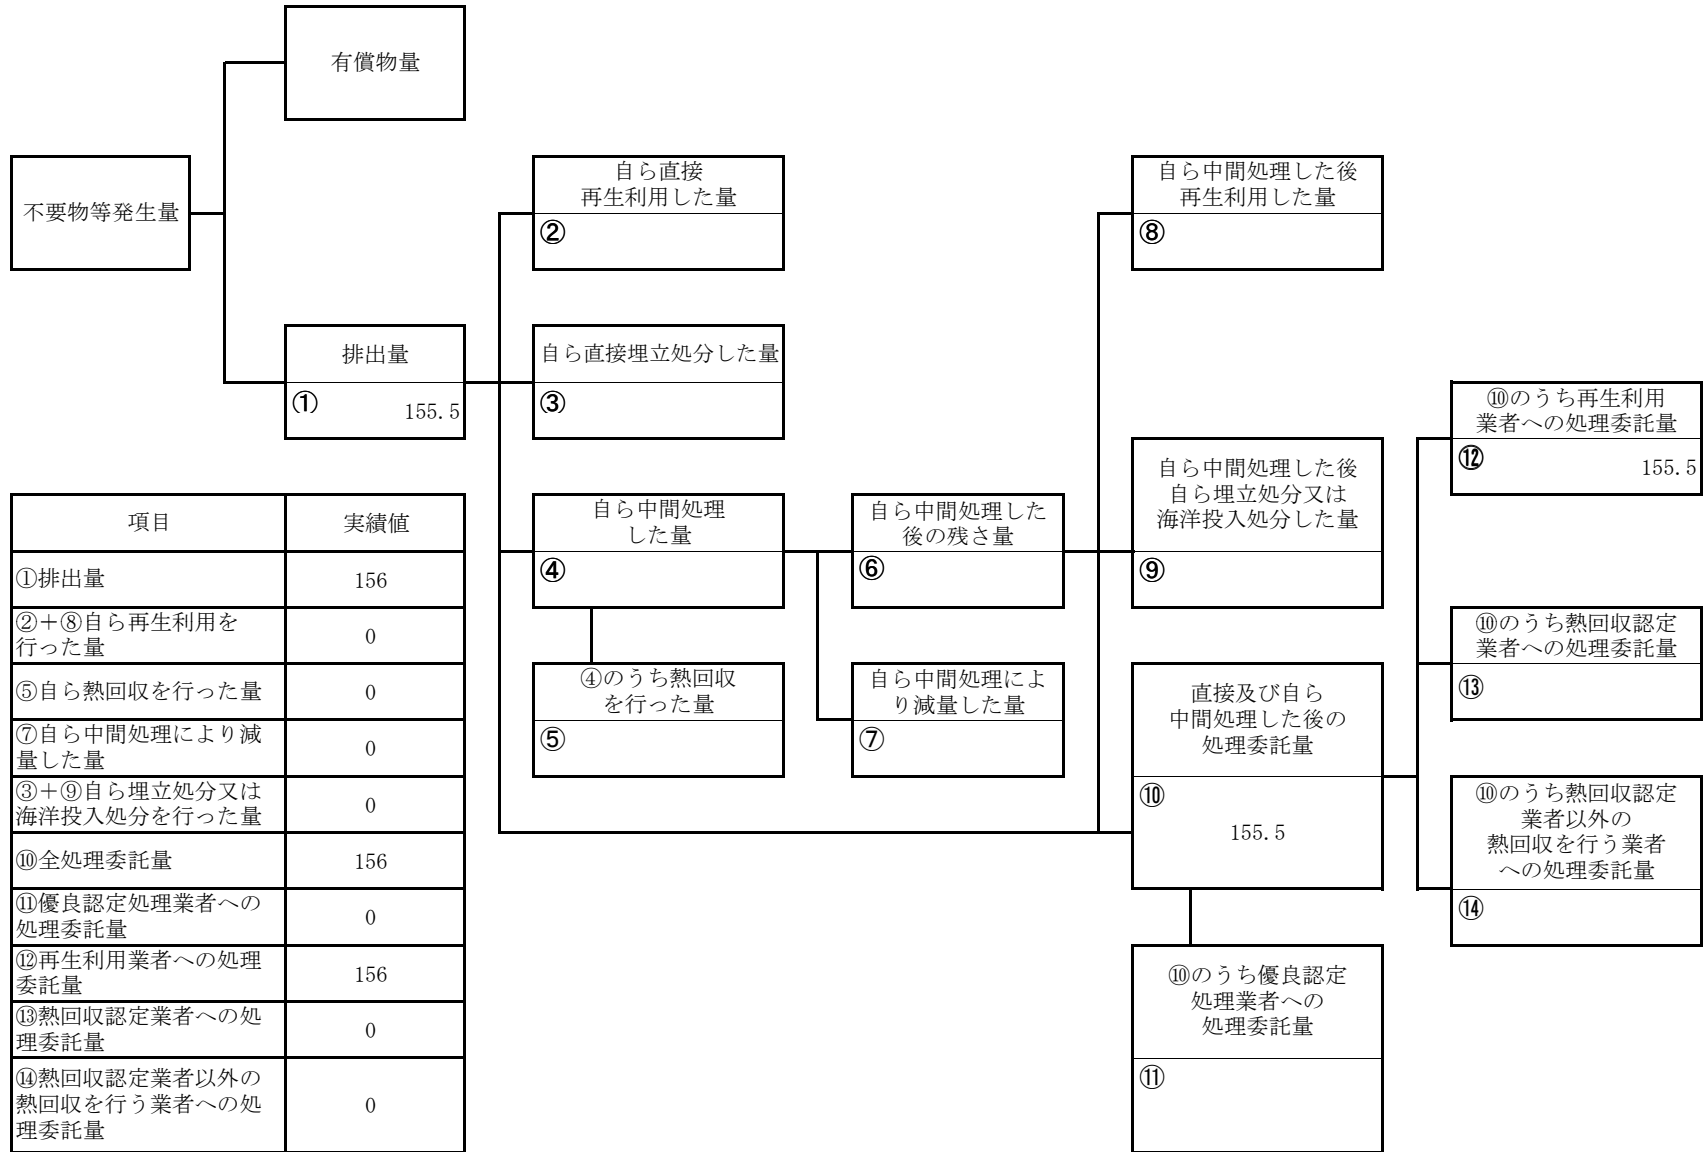 有償物量
不要物等発生量
排出量
①
155.5
自ら直接
再生利用した量
②
自ら直接埋立処分した量
③
自ら中間処理
した量
④
④のうち熱回収
を行った量
⑤
自ら中間処理した
後の残さ量
⑥
自ら中間処理によ
り減量した量
⑦
自ら中間処理した後
再生利用した量
⑧
自ら中間処理した後
自ら埋立処分又は
海洋投入処分した量
⑨
直接及び自ら
中間処理した後の
処理委託量
⑩
155.5
⑩のうち優良認定
処理業者への
処理委託量
⑪
⑩のうち再生利用
業者への処理委託量
⑫
155.5
⑩のうち熱回収認定
業者への処理委託量
⑬
⑩のうち熱回収認定
業者以外の
熱回収を行う業者
への処理委託量
⑭
項目 実績値
①排出量 156
②+⑧自ら再生利用を
行った量 0
⑤自ら熱回収を行った量 0
⑦自ら中間処理により減
量した量 0
③+⑨自ら埋立処分又は
海洋投入処分を行った量 0
⑩全処理委託量 156
⑪優良認定処理業者への
処理委託量 0
⑫再生利用業者への処理
委託量 156
⑬熱回収認定業者への処
理委託量 0
⑭熱回収認定業者以外の
熱回収を行う業者への処
理委託量 0